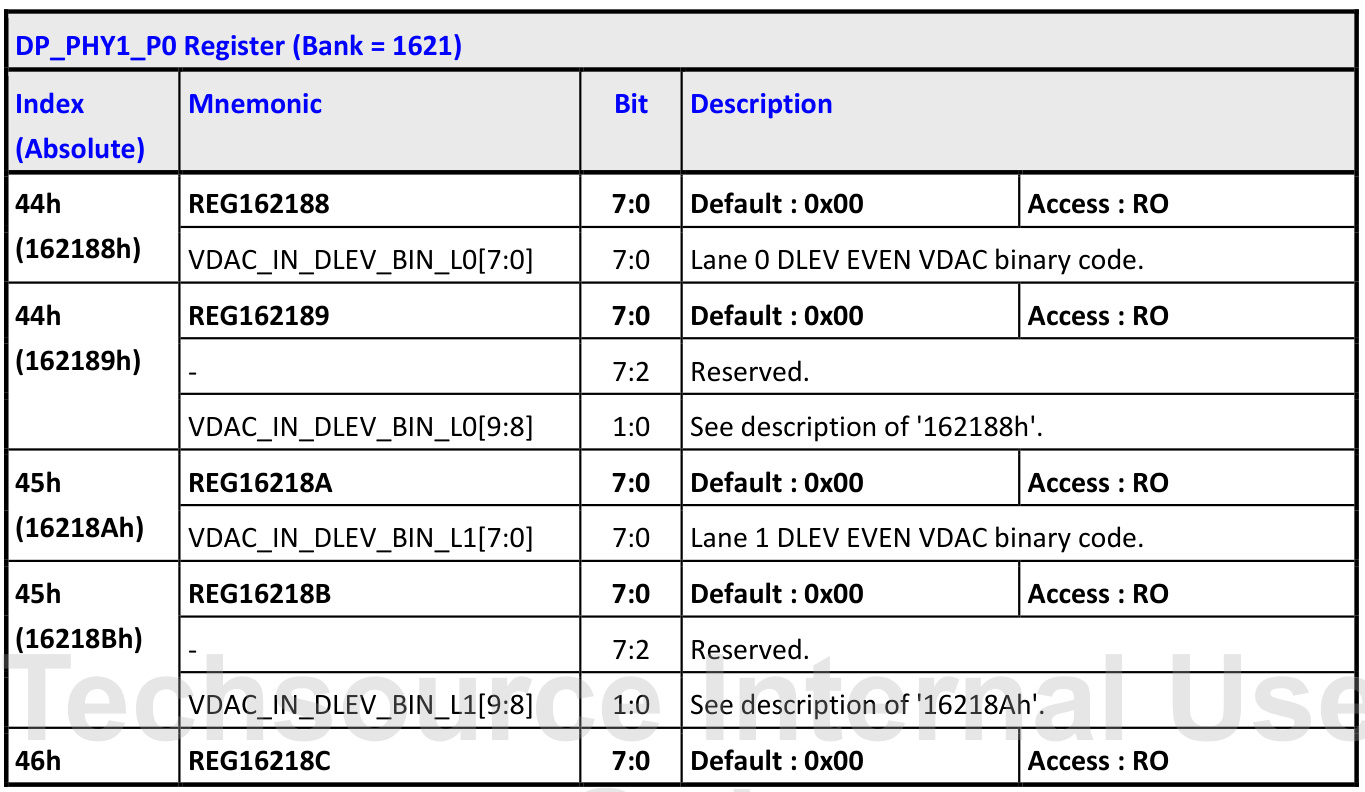 DP_PHY1_P0 Register (Bank = 1621)
Index (Absolute) Mnemonic Bit Description
44h (162188h) REG162188 7:0 Default : 0x00 Access : RO
VDAC_IN_DLEV_BIN_L0[7:0] 7:0 Lane 0 DLEV EVEN VDAC binary code.
44h (162189h) REG162189 7:0 Default : 0x00 Access : RO
- 7:2 Reserved.
VDAC_IN_DLEV_BIN_L0[9:8] 1:0 See description of '162188h'.
45h (16218Ah) REG16218A 7:0 Default : 0x00 Access : RO
VDAC_IN_DLEV_BIN_L1[7:0] 7:0 Lane 1 DLEV EVEN VDAC binary code.
45h (16218Bh) REG16218B 7:0 Default : 0x00 Access : RO
- 7:2 Reserved.
VDAC_IN_DLEV_BIN_L1[9:8] 1:0 See description of '16218Ah'.
46h REG16218C 7:0 Default : 0x00 Access : RO
Techsource Internal Use